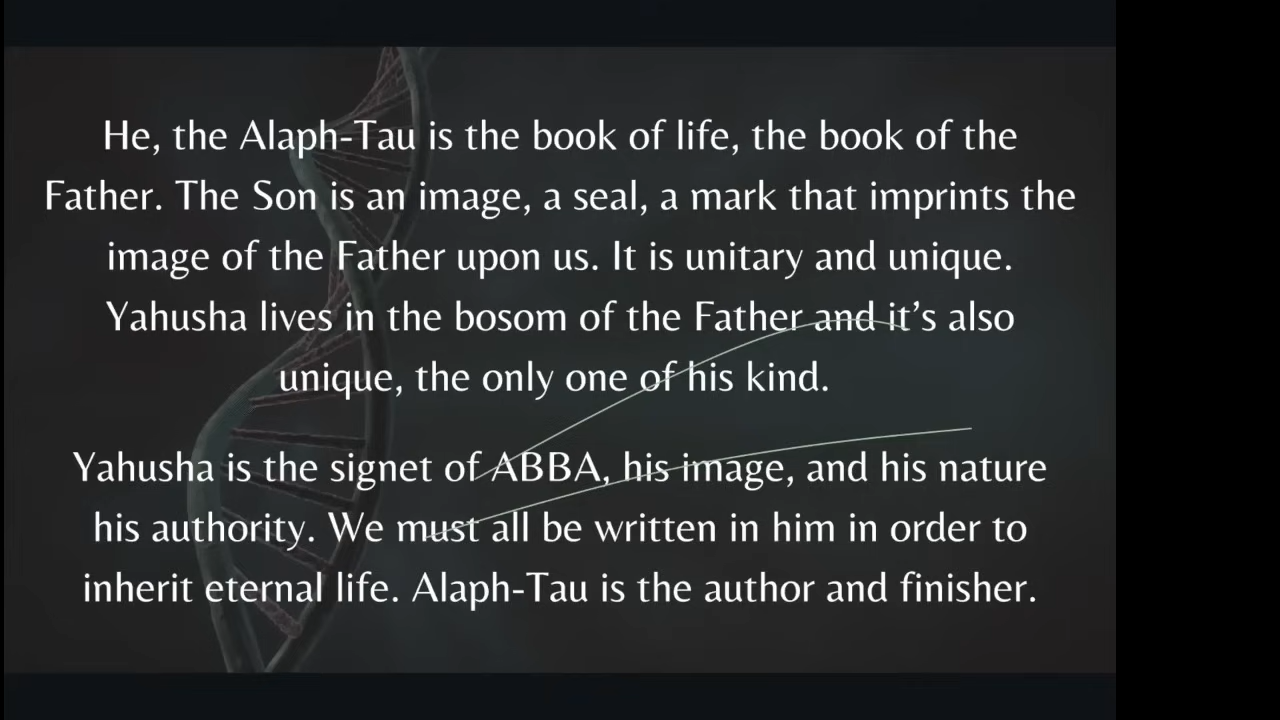 He, the Alaph-Tau is the book of life, the book of the
Father. The Son is an image, a seal, a mark that imprints the
image of the Father upon us. It is unitary and unique.
Yahusha lives in the bosom of the Father and it’s also
unique, the only one of his kind.
Yahusha is the signet of ABBA, his image, and his nature
his authority. We must all be written in him in order to
inherit eternal life. Alaph-Tau is the author and finisher.